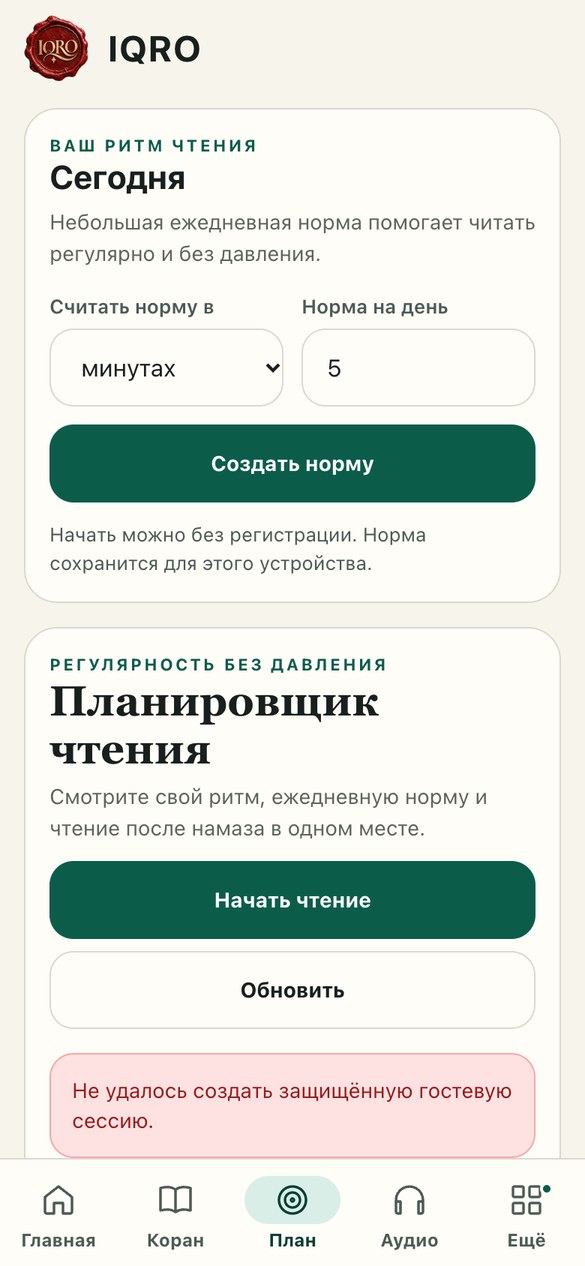 IQRO
IQRO
ВАШ РИТМ ЧТЕНИЯ
Сегодня
Небольшая ежедневная норма помогает читать
регулярно и без давления.
Считать норму в
Норма на день
минутах
5
Создать норму
Начать можно без регистрации. Норма
сохранится для этого устройства.
РЕГУЛЯРНОСТЬ БЕЗ ДАВЛЕНИЯ
Планировщик
чтения
Смотрите свой ритм, ежедневную норму и
чтение после намаза в одном месте.
Начать чтение
Обновить
Не удалось создать защищённую гостевую
сессию.
Главная
Коран
План
Аудио
Ещё